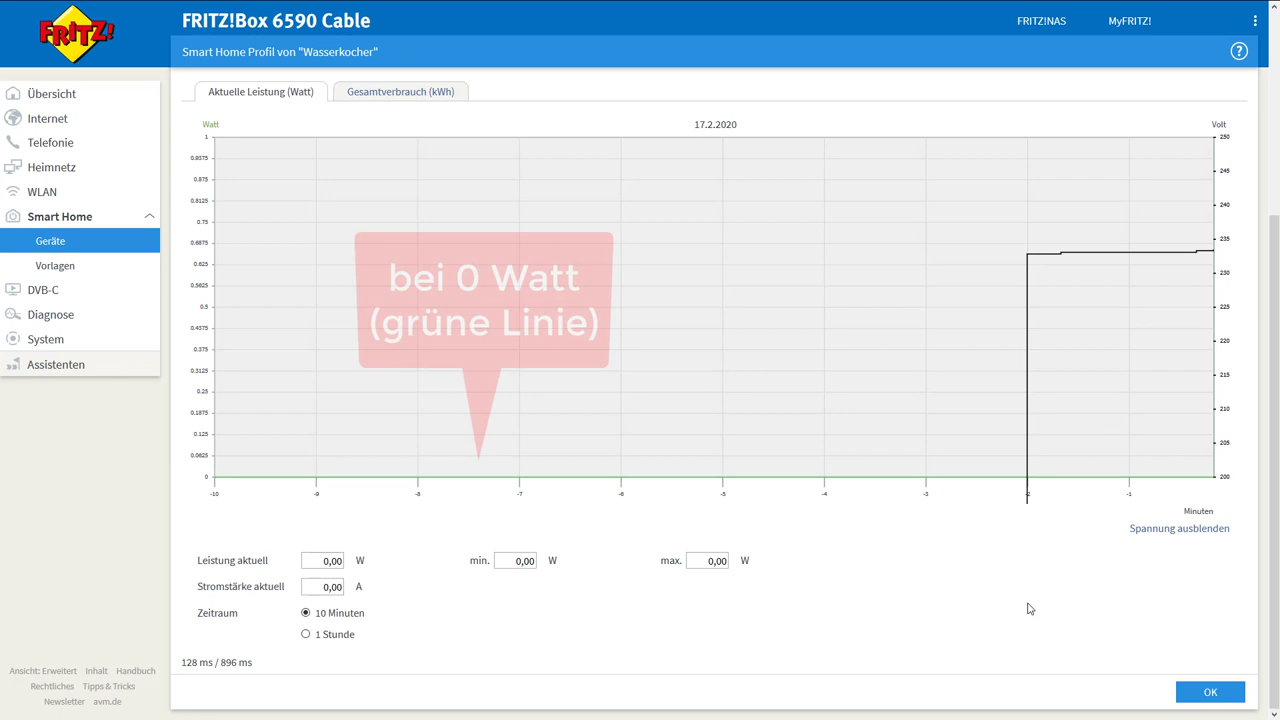 FRITZ!
FRITZ!Box 6590 Cable
FRITZ!NAS
MyFRITZ!
Smart Home Profil von "Wasserkocher"
Übersicht
Internet
Telefonie
Heimnetz
WLAN
Smart Home
Geräte
Vorlagen
DVB-C
Diagnose
System
Assistenten
Ansicht: Erweitert Inhalt Handbuch
Rechtliches Tipps & Tricks
Newsletter avm.de
Aktuelle Leistung (Watt)
Gesamtverbrauch (kWh)
Watt
17.2.2020
Volt
1
0.9375
0.875
0.8125
0.75
0.6875
0.625
0.5625
0.5
0.4375
0.375
0.3125
0.25
0.1875
0.125
0.0625
0
250
245
240
235
230
225
220
215
210
205
200
bei 0 Watt
(grüne Linie)
-10 -9 -8 -7 -6 -5 -4 -3 -2 -1
Minuten
Spannung ausblenden
Leistung aktuell 0,00 W min. 0,00 W max. 0,00 W
Stromstärke aktuell 0,00 A
Zeitraum 10 Minuten
1 Stunde
128 ms / 896 ms
OK